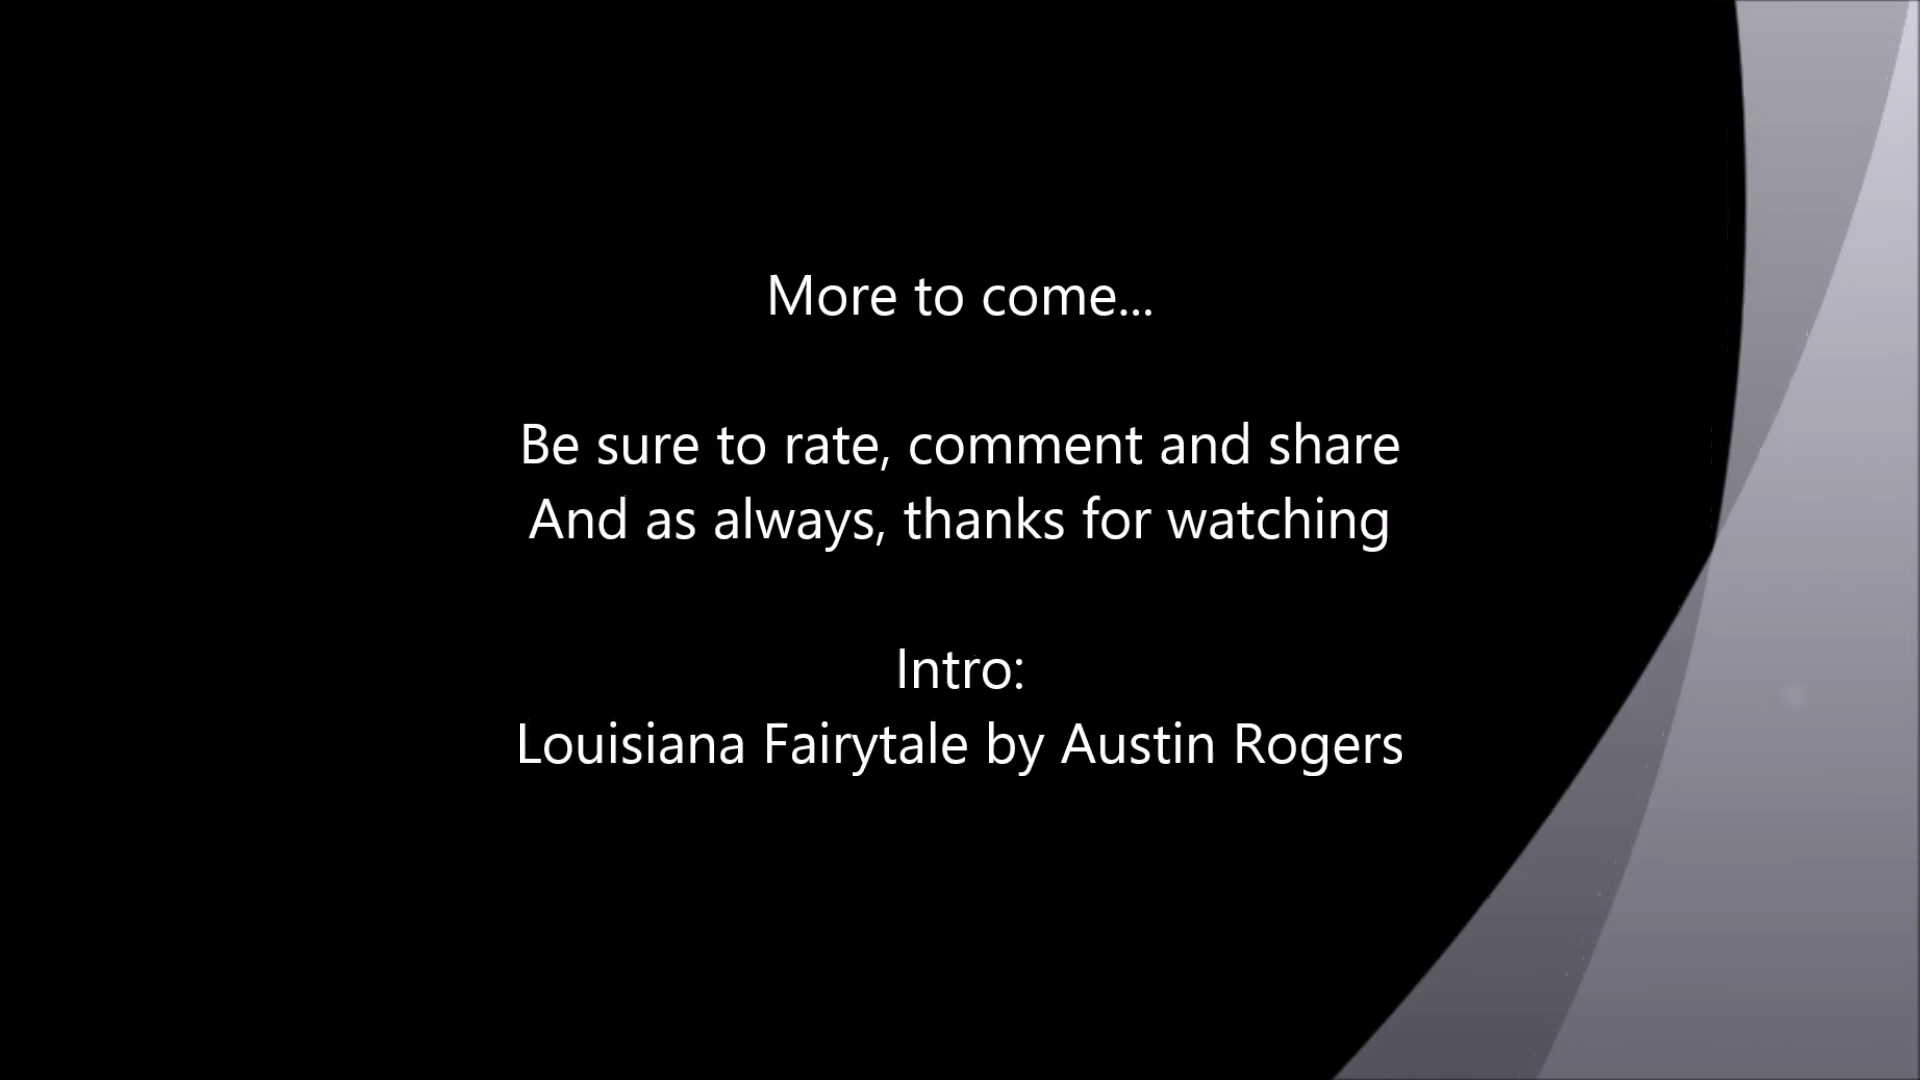 More to come...
Be sure to rate, comment and share
And as always, thanks for watching
Intro:
Louisiana Fairytale by Austin Rogers